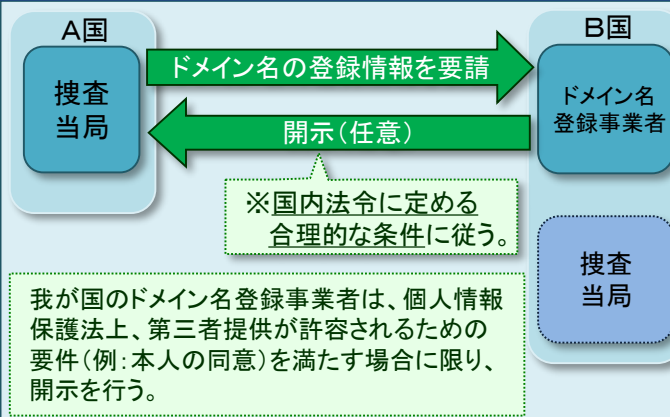 A国
B国
捜査
当局
ドメイン名の登録情報を要請
ドメイン名
登録事業者
開示(任意)
※国内法令に定める
合理的な条件に従う。
捜査
当局
我が国のドメイン名登録事業者は、個人情報
保護法上、第三者提供が許容されるための
要件(例:本人の同意)を満たす場合に限り、
開示を行う。